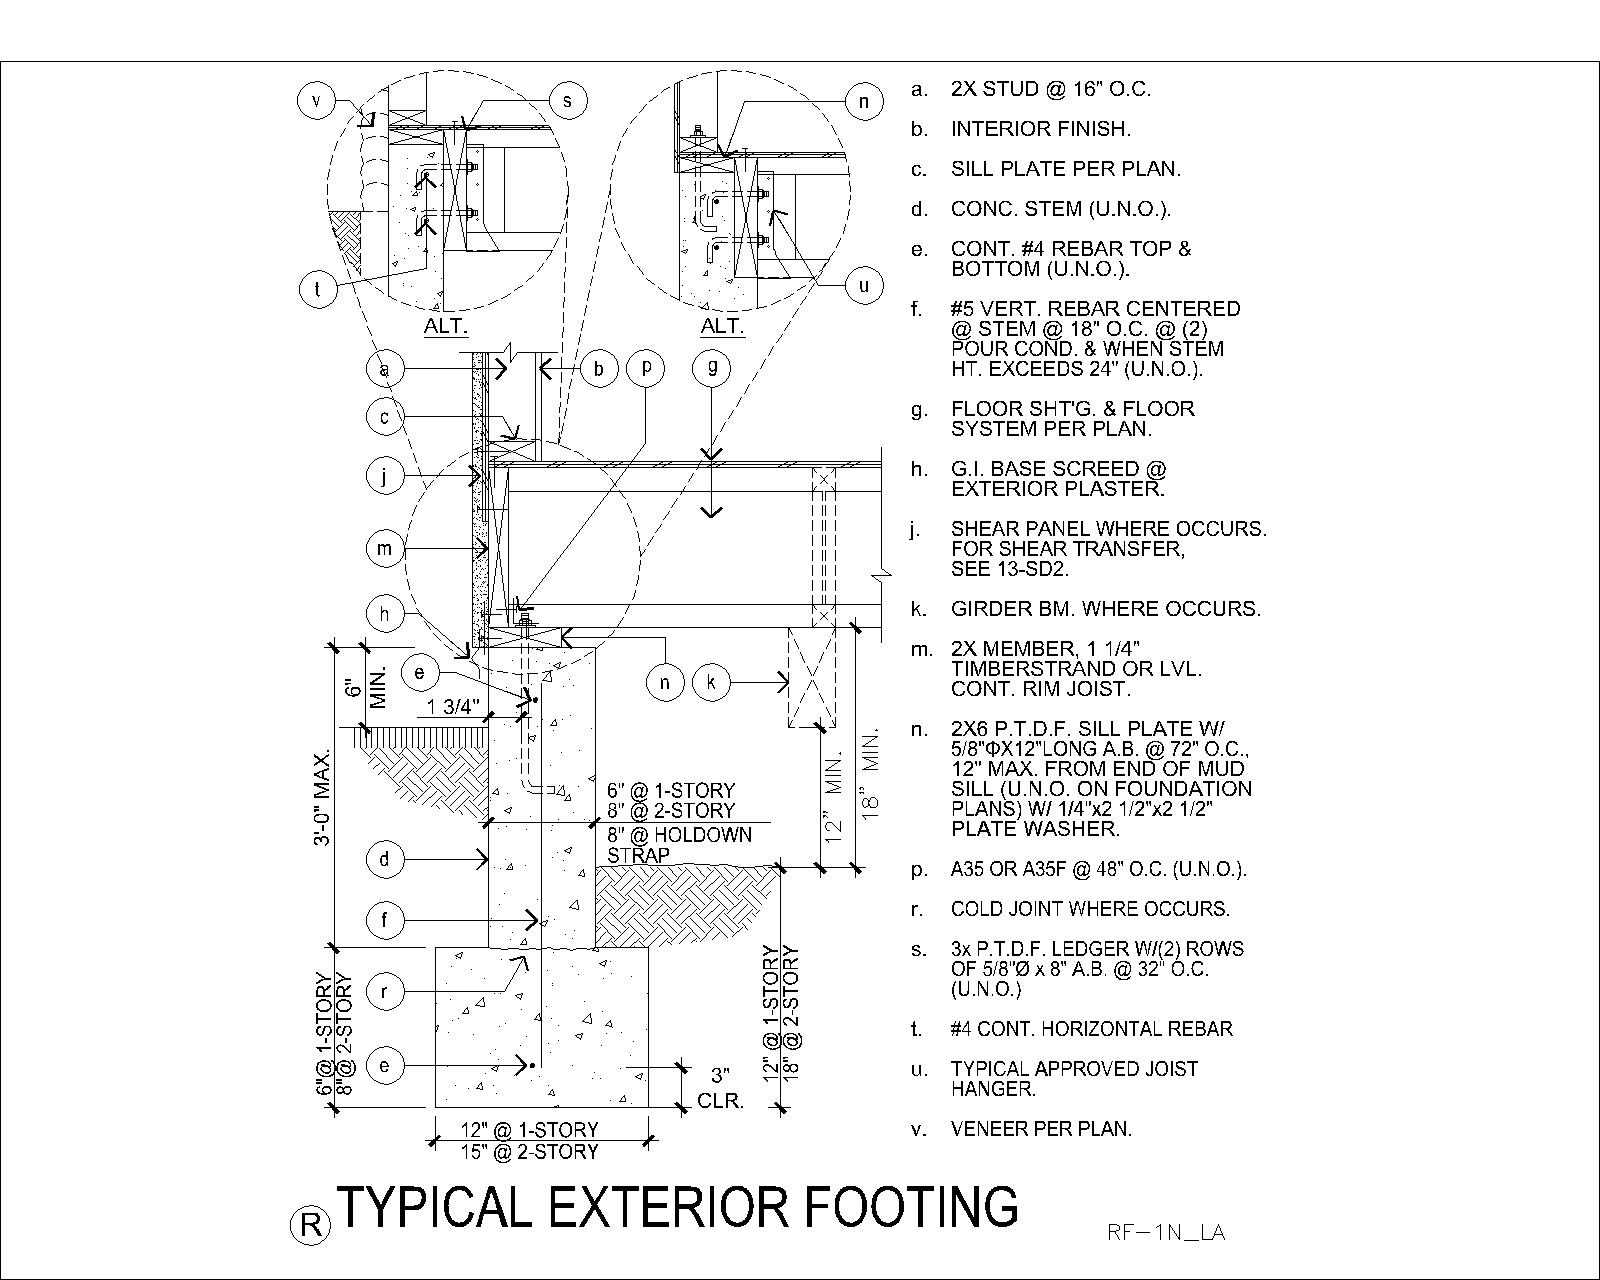 v
s
n
t
u
ALT.
ALT.
a
b
p
g
c
j
m
h
e
n
k
6"
MIN.
1 3/4"
3'-0" MAX.
6" @ 1-STORY
8" @ 2-STORY
8" @ HOLDOWN
STRAP
12" MIN.
18" MIN.
d
f
r
e
6"@ 1-STORY
8"@ 2-STORY
12" @ 1-STORY
18" @ 2-STORY
3"
CLR.
12" @ 1-STORY
15" @ 2-STORY
a. 2X STUD @ 16" O.C.
b. INTERIOR FINISH.
c. SILL PLATE PER PLAN.
d. CONC. STEM (U.N.O.).
e. CONT. #4 REBAR TOP &
BOTTOM (U.N.O.).
f. #5 VERT. REBAR CENTERED
@ STEM @ 18" O.C. @ (2)
POUR COND. & WHEN STEM
HT. EXCEEDS 24" (U.N.O.).
g. FLOOR SHT'G. & FLOOR
SYSTEM PER PLAN.
h. G.I. BASE SCREED @
EXTERIOR PLASTER.
j. SHEAR PANEL WHERE OCCURS.
FOR SHEAR TRANSFER,
SEE 13-SD2.
k. GIRDER BM. WHERE OCCURS.
m. 2X MEMBER, 1 1/4"
TIMBERSTRAND OR LVL.
CONT. RIM JOIST.
n. 2X6 P.T.D.F. SILL PLATE W/
5/8"ΦX12"LONG A.B. @ 72" O.C.,
12" MAX. FROM END OF MUD
SILL (U.N.O. ON FOUNDATION
PLANS) W/ 1/4"x2 1/2"x2 1/2"
PLATE WASHER.
p. A35 OR A35F @ 48" O.C. (U.N.O.).
r. COLD JOINT WHERE OCCURS.
s. 3x P.T.D.F. LEDGER W/(2) ROWS
OF 5/8"Ø x 8" A.B. @ 32" O.C.
(U.N.O.)
t. #4 CONT. HORIZONTAL REBAR
u. TYPICAL APPROVED JOIST
HANGER.
v. VENEER PER PLAN.
R TYPICAL EXTERIOR FOOTING
RF-1N_LA